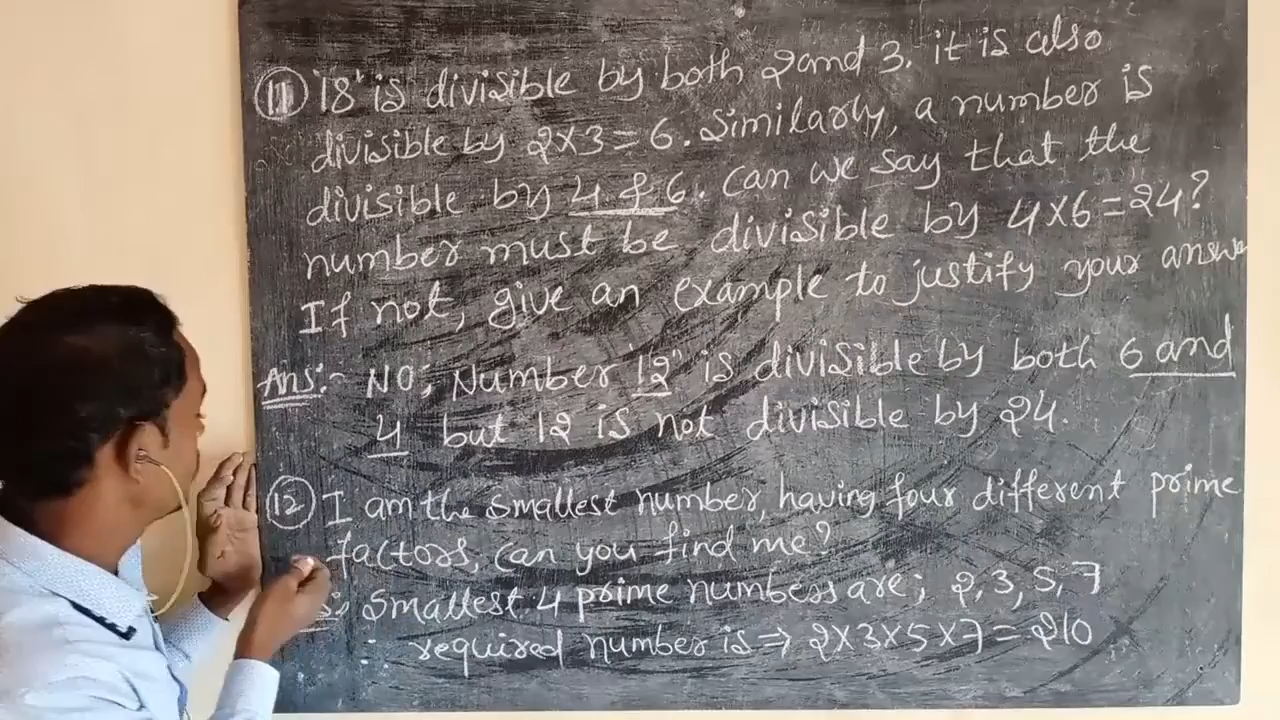 11 '18' is divisible by both 2 and 3. it is also
divisible by 2×3=6. Similarly, a number is
divisible by 4 & 6. Can we say that the
number must be divisible by 4×6=24?
If not, give an example to justify your answer
Ans:- NO; Number "12" is divisible by both 6 and
4 but 12 is not divisible by 24.
12 I am the smallest number, having four different prime
factors, can you find me?
Smallest 4 prime numbers are; 2,3,5,7
required number is ⇒ 2×3×5×7=210